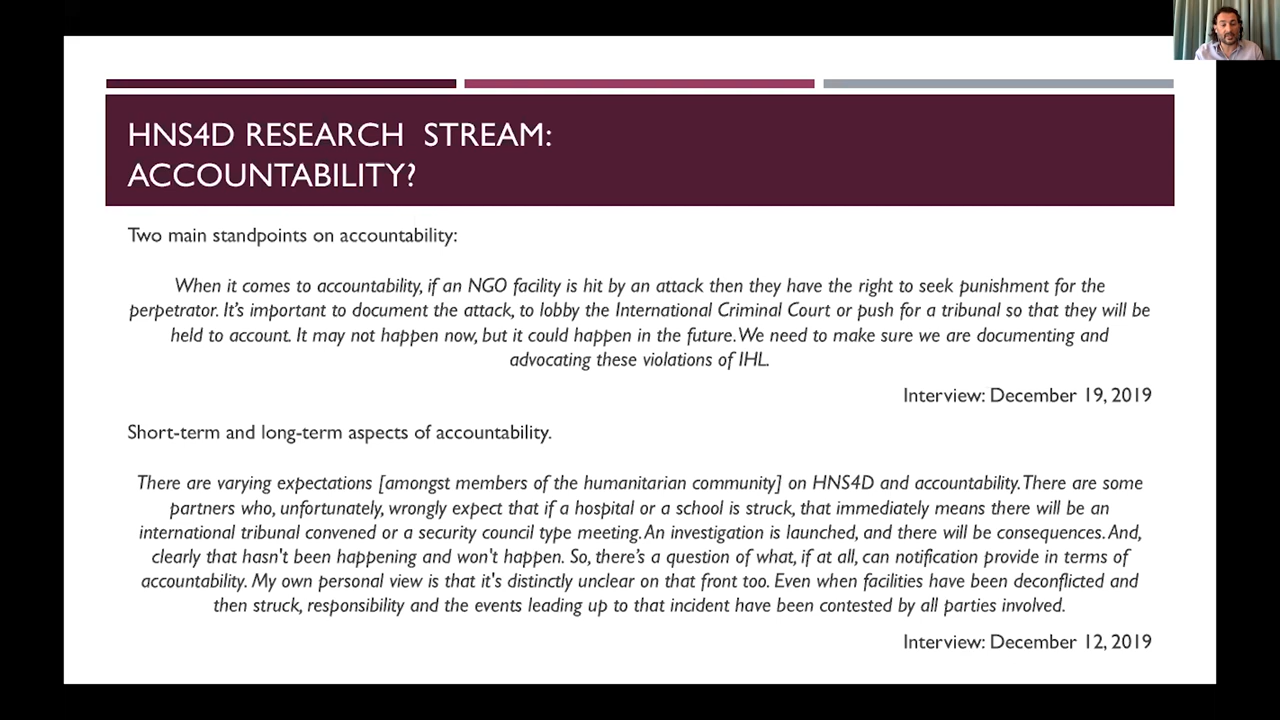 HNS4D RESEARCH STREAM:
ACCOUNTABILITY?
Two main standpoints on accountability:
When it comes to accountability, if an NGO facility is hit by an attack then they have the right to seek punishment for the
perpetrator. It's important to document the attack, to lobby the International Criminal Court or push for a tribunal so that they will be
held to account. It may not happen now, but it could happen in the future. We need to make sure we are documenting and
advocating these violations of IHL.
Interview: December 19, 2019
Short-term and long-term aspects of accountability.
There are varying expectations [amongst members of the humanitarian community] on HNS4D and accountability. There are some
partners who, unfortunately, wrongly expect that if a hospital or a school is struck, that immediately means there will be an
international tribunal convened or a security council type meeting. An investigation is launched, and there will be consequences. And,
clearly that hasn't been happening and won't happen. So, there's a question of what, if at all, can notification provide in terms of
accountability. My own personal view is that it's distinctly unclear on that front too. Even when facilities have been deconflicted and
then struck, responsibility and the events leading up to that incident have been contested by all parties involved.
Interview: December 12, 2019